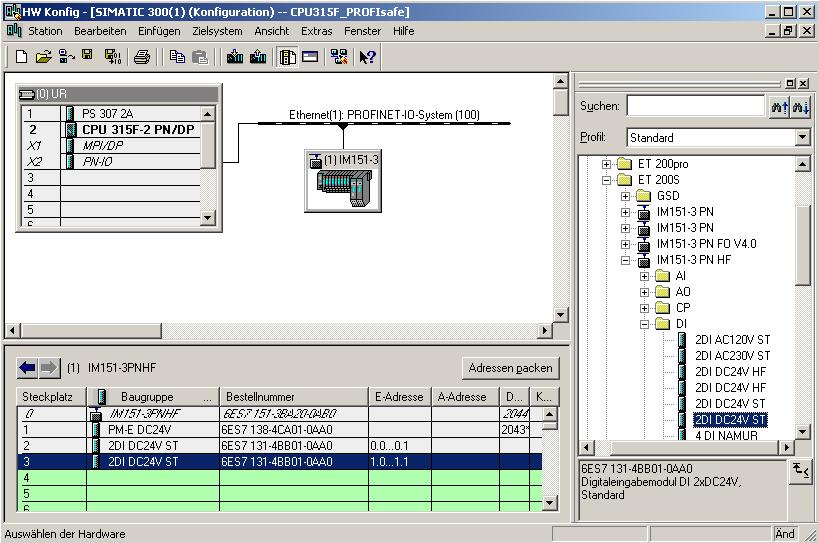 HW Konfig - [SIMATIC 300(1) (Konfiguration) -- CPU315F_PROFIsafe]
Station Bearbeiten Einfügen Zielsystem Ansicht Extras Fenster Hilfe
(0) UR
1 PS 307 2A
2 CPU 315F-2 PN/DP
X1 MPI/DP
X2 PN-IO
3
4
5
6
Ethernet(1): PROFINET-IO-System (100)
(1) IM151-3
Suchen:
Profil: Standard
ET 200pro
ET 200S
GSD
IM151-3 PN
IM151-3 PN
IM151-3 PN FO V4.0
IM151-3 PN HF
AI
AO
CP
DI
2DI AC120V ST
2DI AC230V ST
2DI DC24V HF
2DI DC24V HF
2DI DC24V ST
2DI DC24V ST
4 DI NAMUR
6ES7 131-4BB01-0AA0
Digitaleingabemodul DI 2xDC24V,
Standard
(1) IM151-3PNHF
Adressen packen
Steckplatz Baugruppe ... Bestellnummer E-Adresse A-Adresse D... K...
0 IM151-3PNHF 6ES7 151-3BA20-0AB0 2044
1 PM-E DC24V 6ES7 138-4CA01-0AA0 2043*
2 2DI DC24V ST 6ES7 131-4BB01-0AA0 0.0...0.1
3 2DI DC24V ST 6ES7 131-4BB01-0AA0 1.0...1.1
4
5
6
Auswählen der Hardware
Änd